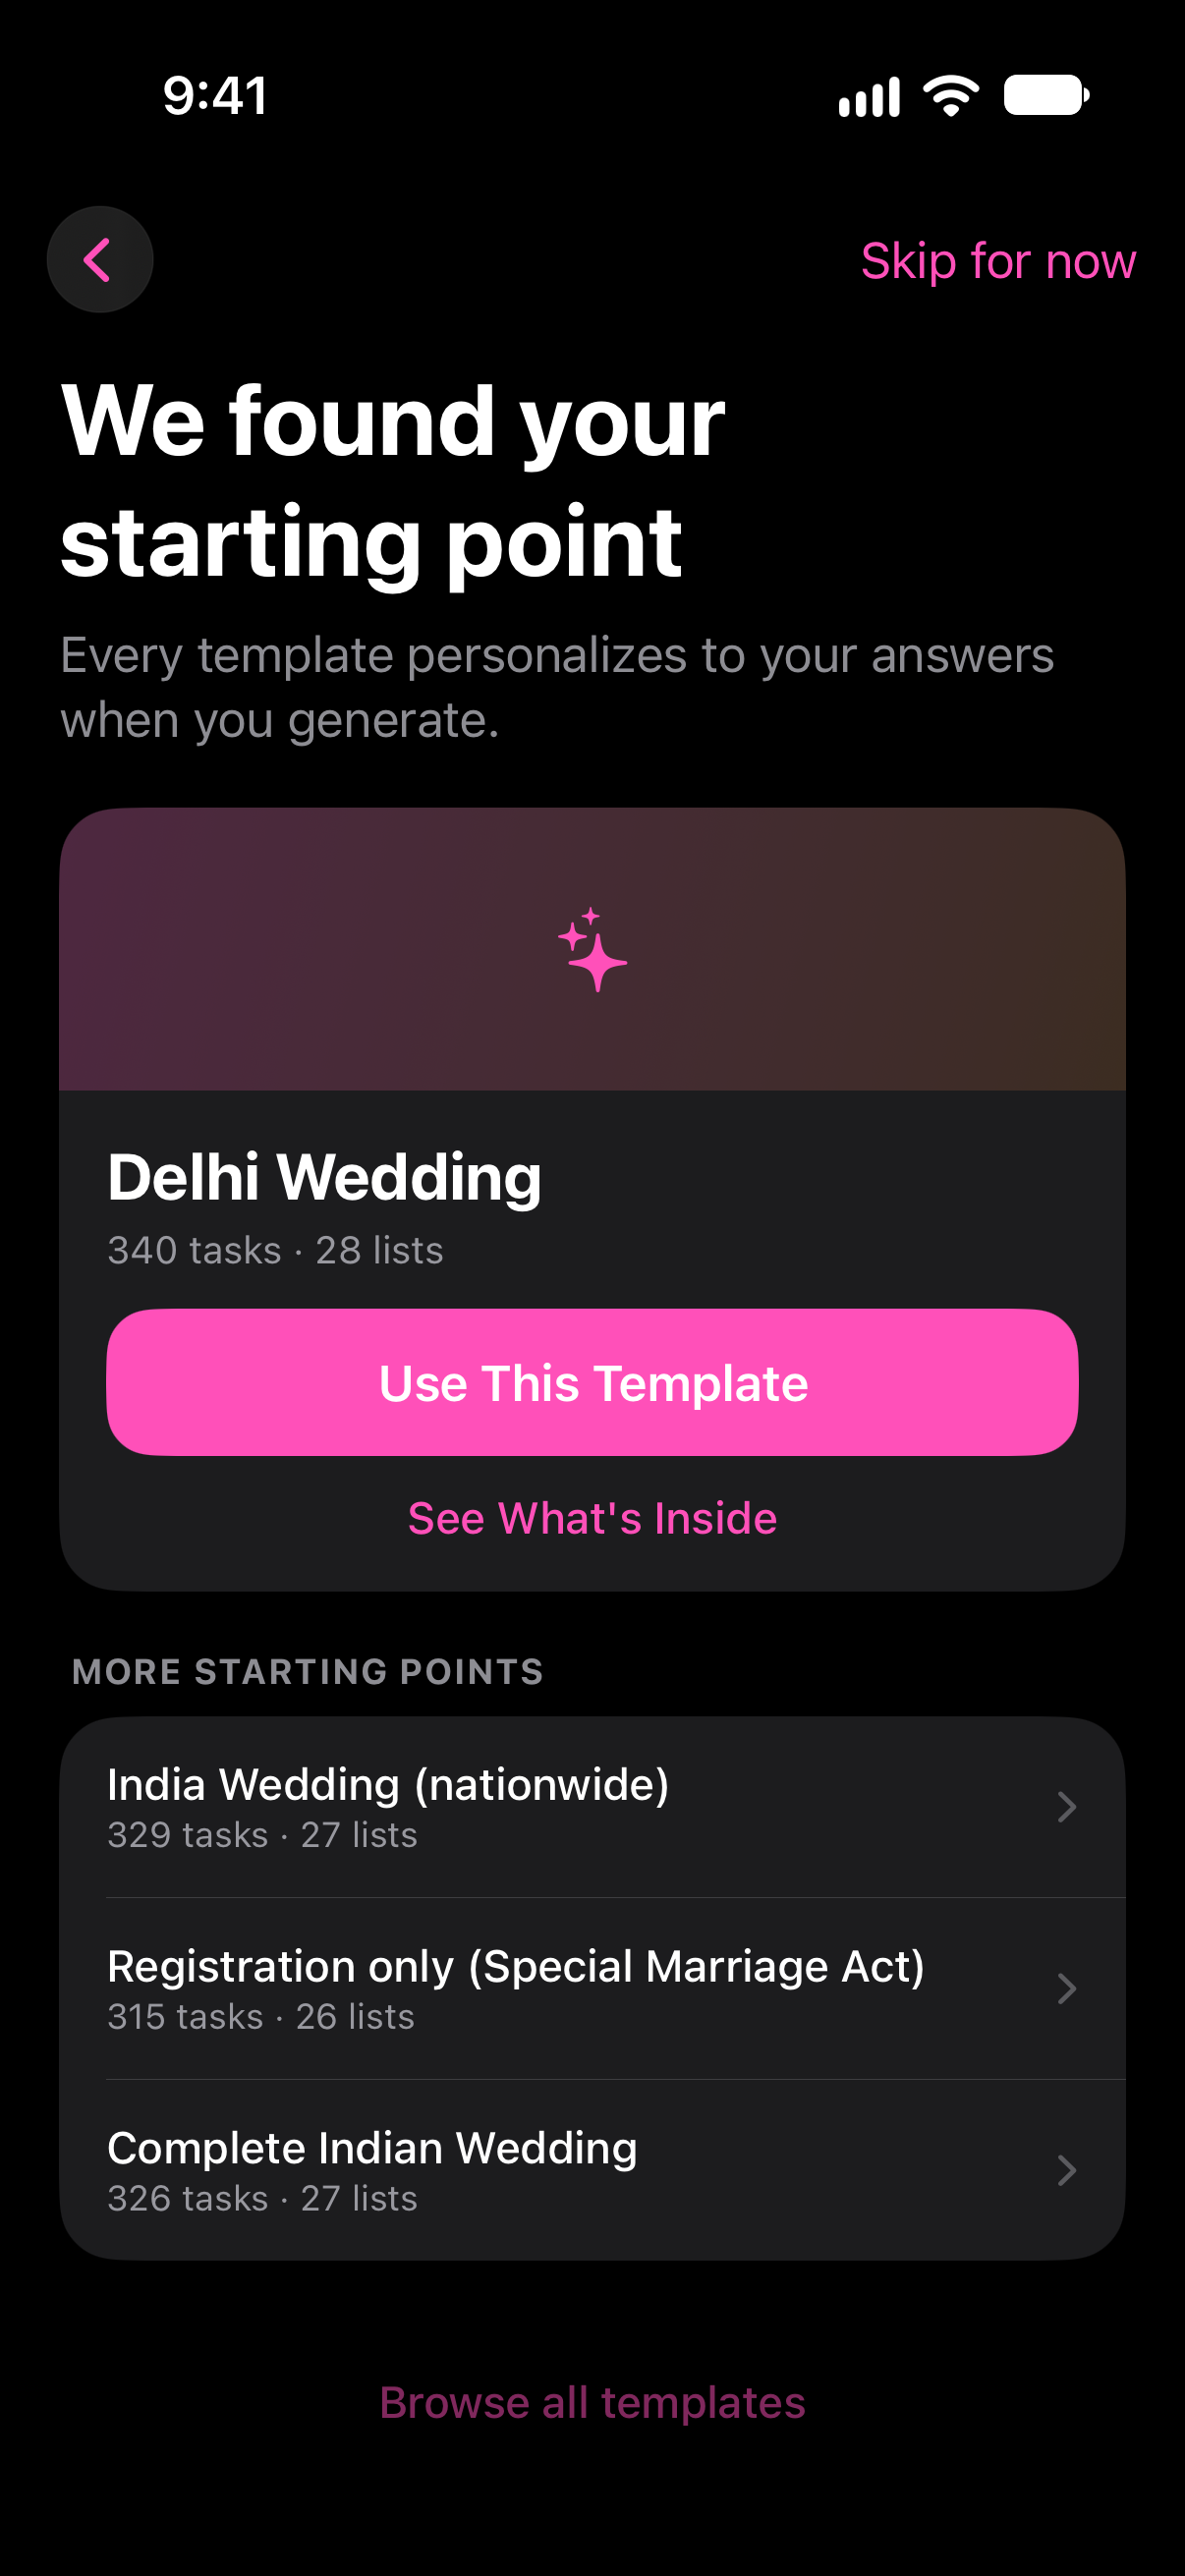 9:41
Skip for now
We found your
starting point
Every template personalizes to your answers
when you generate.
Delhi Wedding
340 tasks · 28 lists
Use This Template
See What's Inside
MORE STARTING POINTS
India Wedding (nationwide)
329 tasks · 27 lists
Registration only (Special Marriage Act)
315 tasks · 26 lists
Complete Indian Wedding
326 tasks · 27 lists
Browse all templates